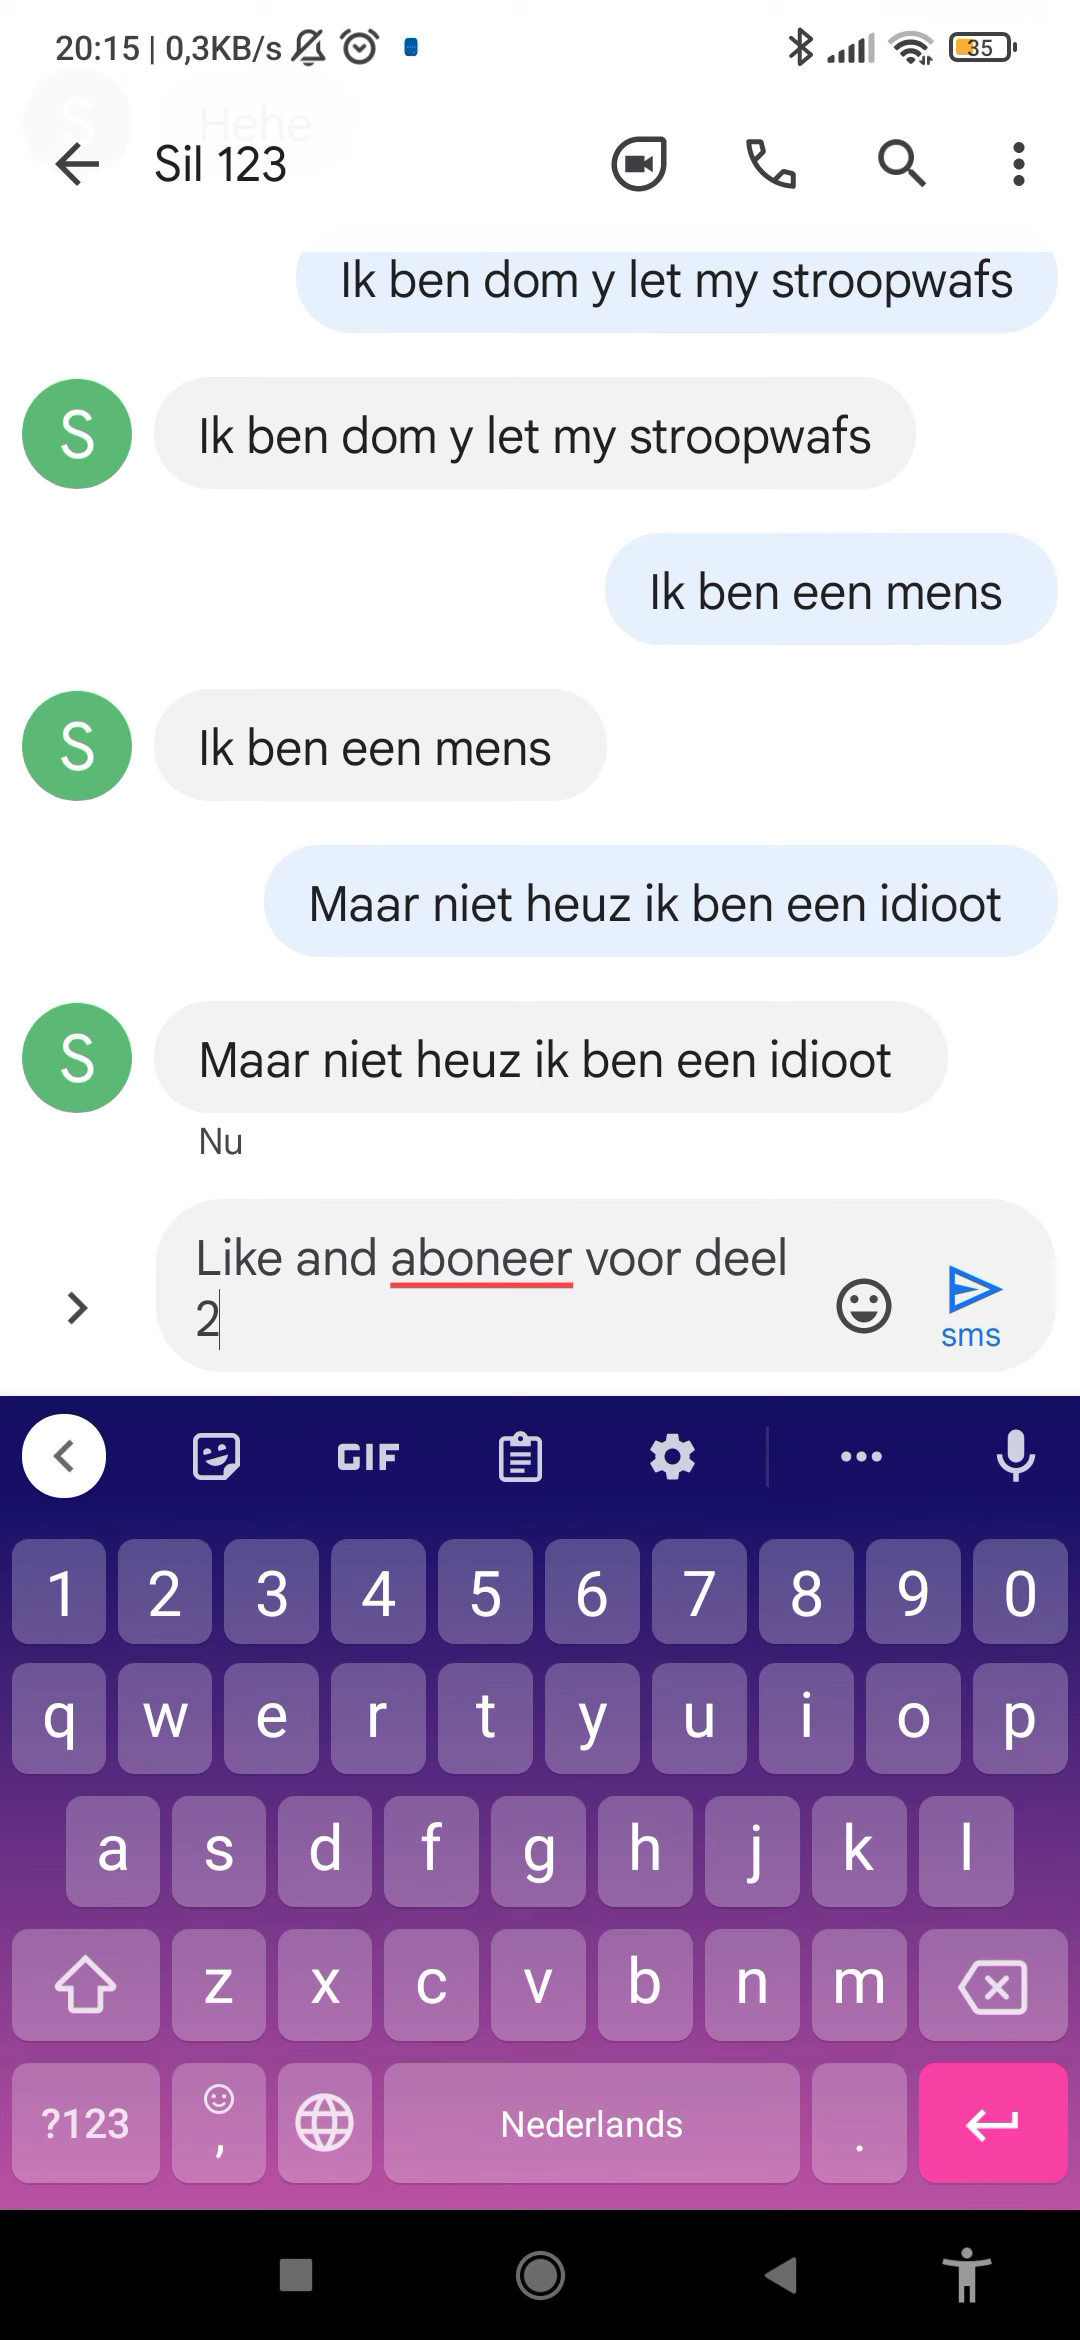 20:15 | 0,3KB/s
35
Hehe
Sil 123
Ik ben dom y let my stroopwafs
S
Ik ben dom y let my stroopwafs
Ik ben een mens
S
Ik ben een mens
Maar niet heuz ik ben een idioot
S
Maar niet heuz ik ben een idioot
Nu
Like and aboneer voor deel
2
sms
GIF
1 2 3 4 5 6 7 8 9 0
q w e r t y u i o p
a s d f g h j k l
z x c v b n m
?123 , Nederlands .